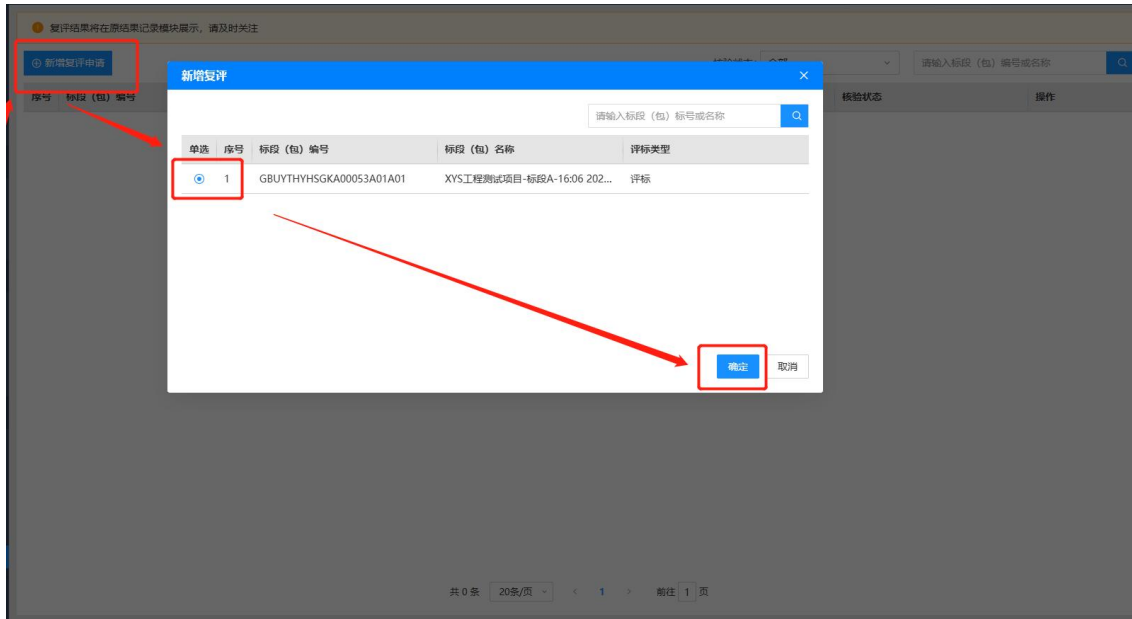 复评结果将在原结果记录模块展示，请及时关注
新增复评申请
全部
请输入标段（包）编号或名称
序号 标段（包）编号 核验状态 操作
新增复评
请输入标段（包）标号或名称
单选 序号 标段（包）编号 标段（包）名称 评标类型
1 GBUYTHYHSGKA00053A01A01 XYS工程测试项目-标段A-16:06 202... 评标
确定 取消
共 0 条 20条/页 1 前往 1 页